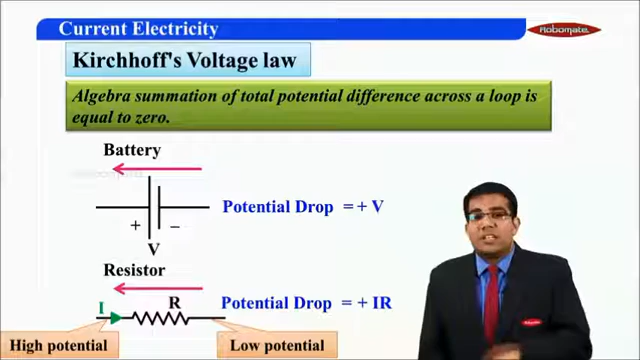 Current Electricity
Robomate
Kirchhoff's Voltage law
Algebra summation of total potential difference across a loop is
equal to zero.
Battery
Potential Drop = + V
+ −
V
Resistor
I
R
Potential Drop = + IR
High potential
Low potential